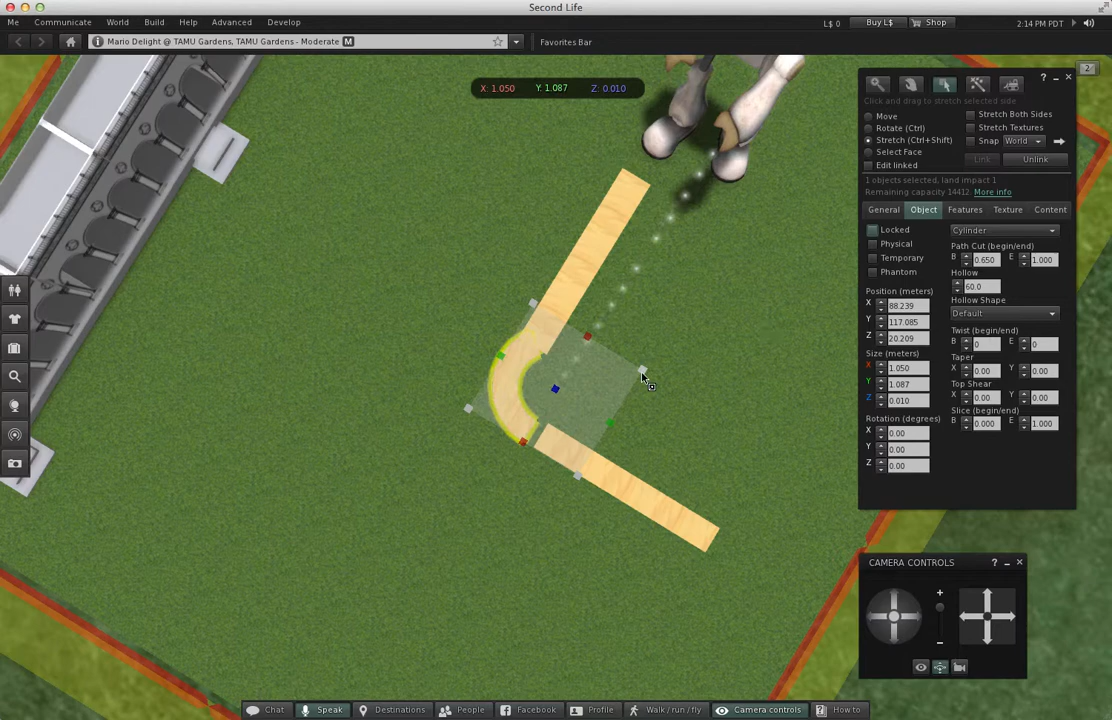 Second Life
Me Communicate World Build Help Advanced Develop L$ 0 Buy L$ Shop 2:14 PM PDT
Mario Delight @ TAMU Gardens, TAMU Gardens - Moderate M Favorites Bar
2
X: 1.050 Y: 1.087 Z: 0.010
Click and drag to stretch selected side
Move
Rotate (Ctrl)
Stretch (Ctrl+Shift)
Select Face
Edit linked
Stretch Both Sides
Stretch Textures
Snap World
Link Unlink
1 objects selected, land impact 1
Remaining capacity 14412. More info
General Object Features Texture Content
Locked
Physical
Temporary
Phantom
Position (meters)
X 88.239
Y 117.085
Z 20.209
Size (meters)
X 1.050
Y 1.087
Z 0.010
Rotation (degrees)
X 0.00
Y 0.00
Z 0.00
Cylinder
Path Cut (begin/end)
B 0.650 E 1.000
Hollow
60.0
Hollow Shape
Default
Twist (begin/end)
B 0 E 0
Taper
X 0.00 Y 0.00
Top Shear
X 0.00 Y 0.00
Slice (begin/end)
B 0.000 E 1.000
CAMERA CONTROLS
Chat Speak Destinations People Facebook Profile Walk / run / fly Camera controls How to